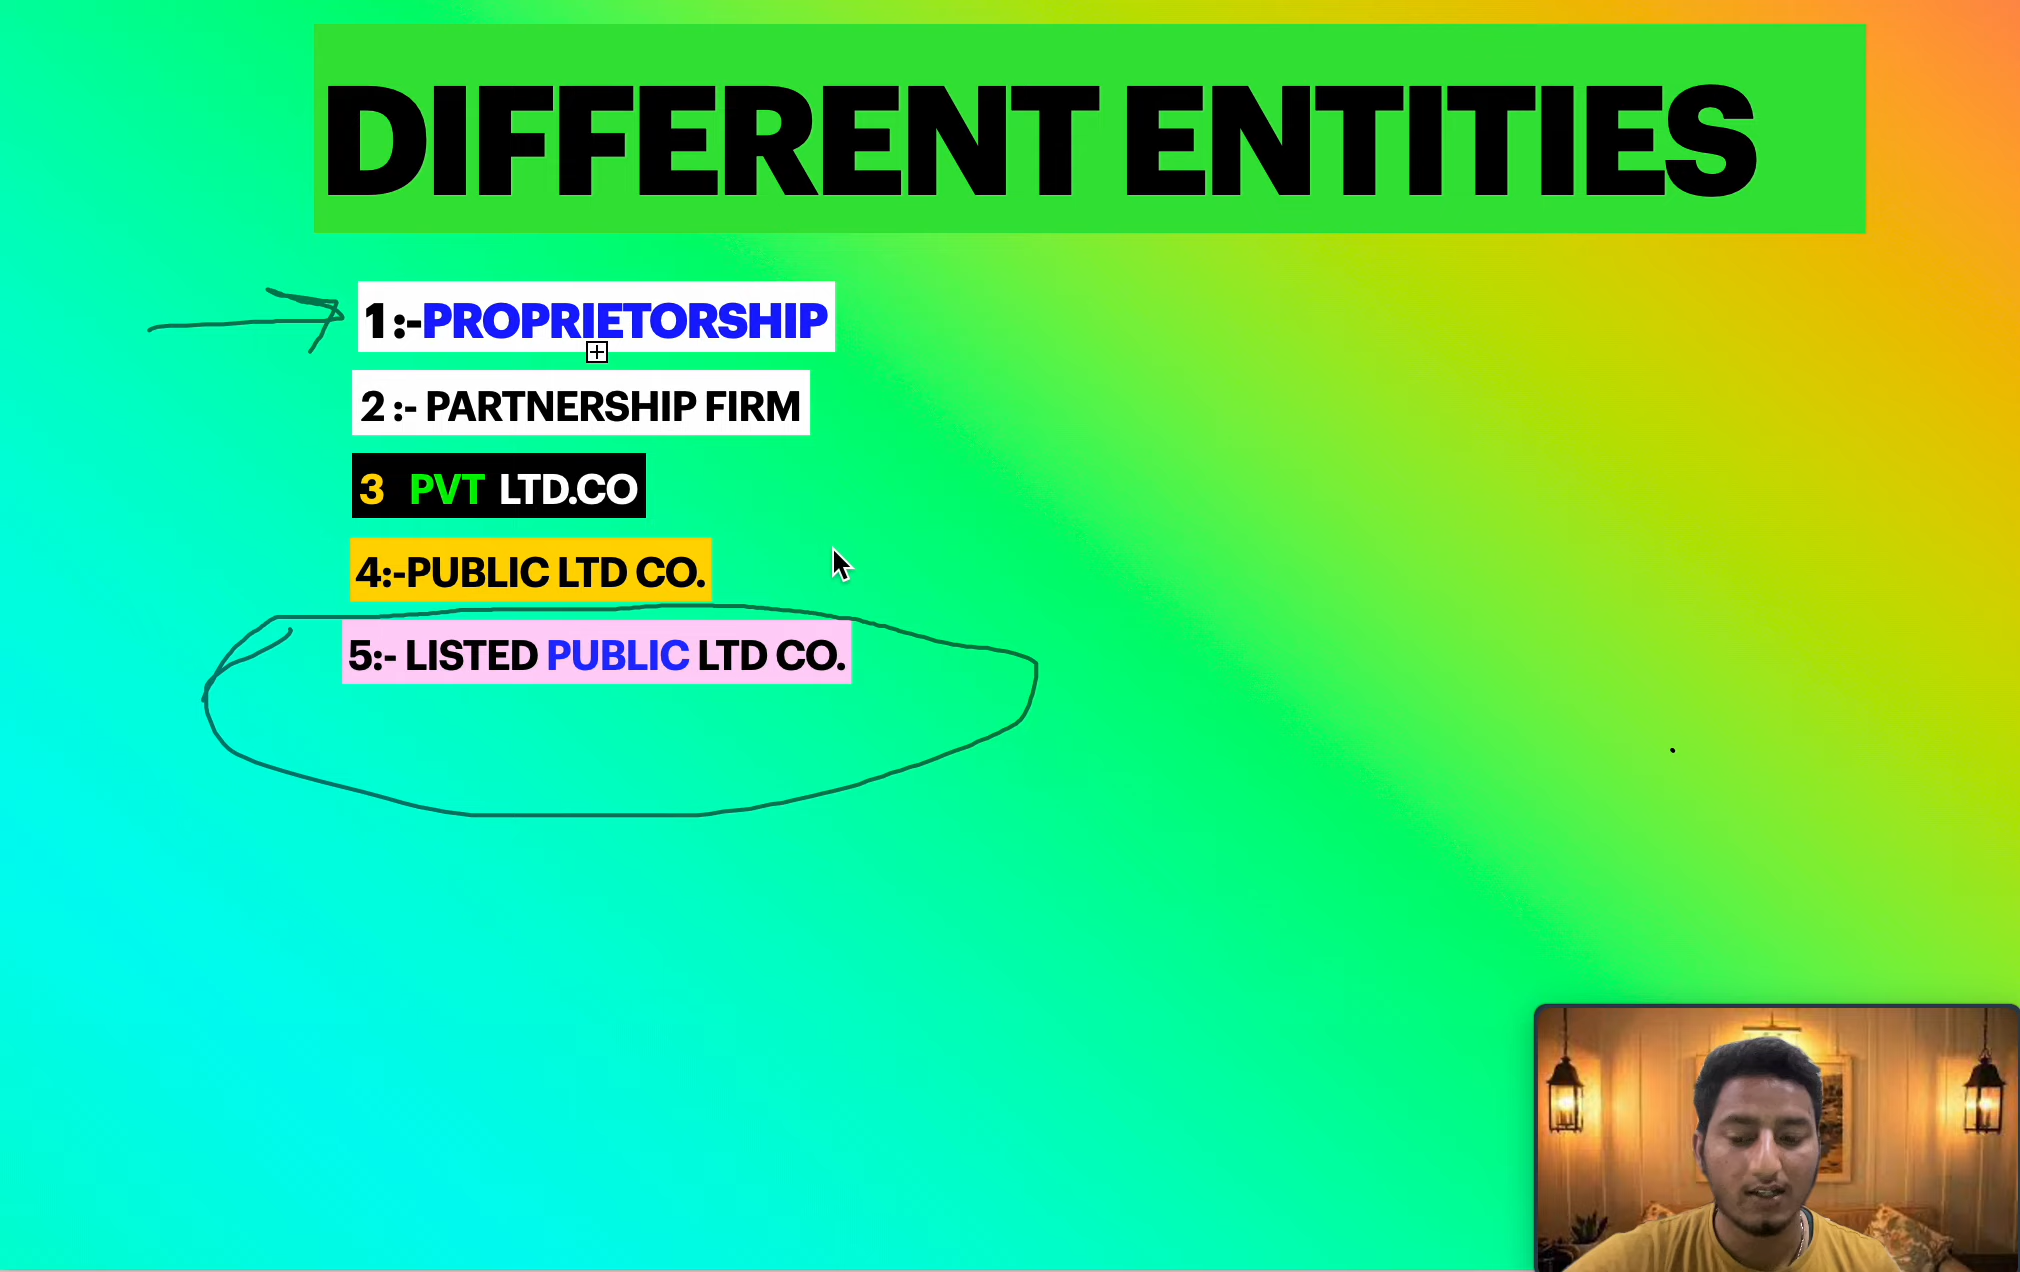 DIFFERENT ENTITIES
1:-PROPRIETORSHIP
2 :- PARTNERSHIP FIRM
3 PVT LTD.CO
4:-PUBLIC LTD CO.
5:- LISTED PUBLIC LTD CO.